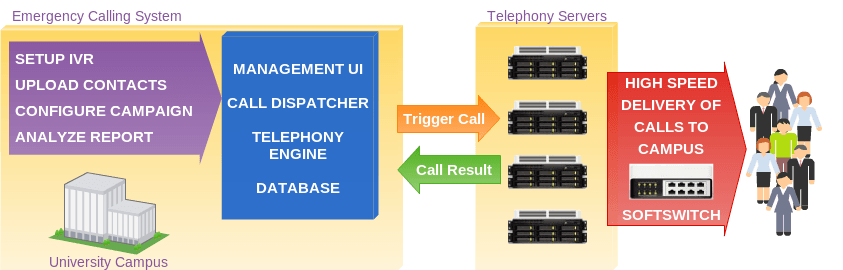 Emergency Calling System
SETUP IVR
UPLOAD CONTACTS
CONFIGURE CAMPAIGN
ANALYZE REPORT
MANAGEMENT UI
CALL DISPATCHER
TELEPHONY
ENGINE
DATABASE
University Campus
Trigger Call
Call Result
Telephony Servers
HIGH SPEED
DELIVERY OF
CALLS TO
CAMPUS
SOFTSWITCH